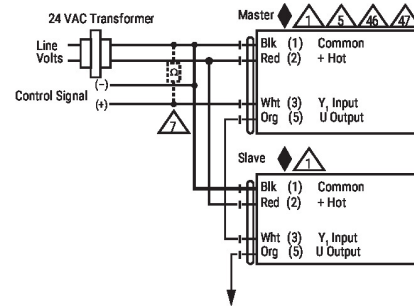 24 VAC Transformer
Master 1 5 46 47
Line
Volts
Blk (1) Common
Red (2) + Hot
Ω
(–)
Control Signal
(+)
Wht (3) Y1 Input
Org (5) U Output
7
Slave 1
Blk (1) Common
Red (2) + Hot
Wht (3) Y1 Input
Org (5) U Output